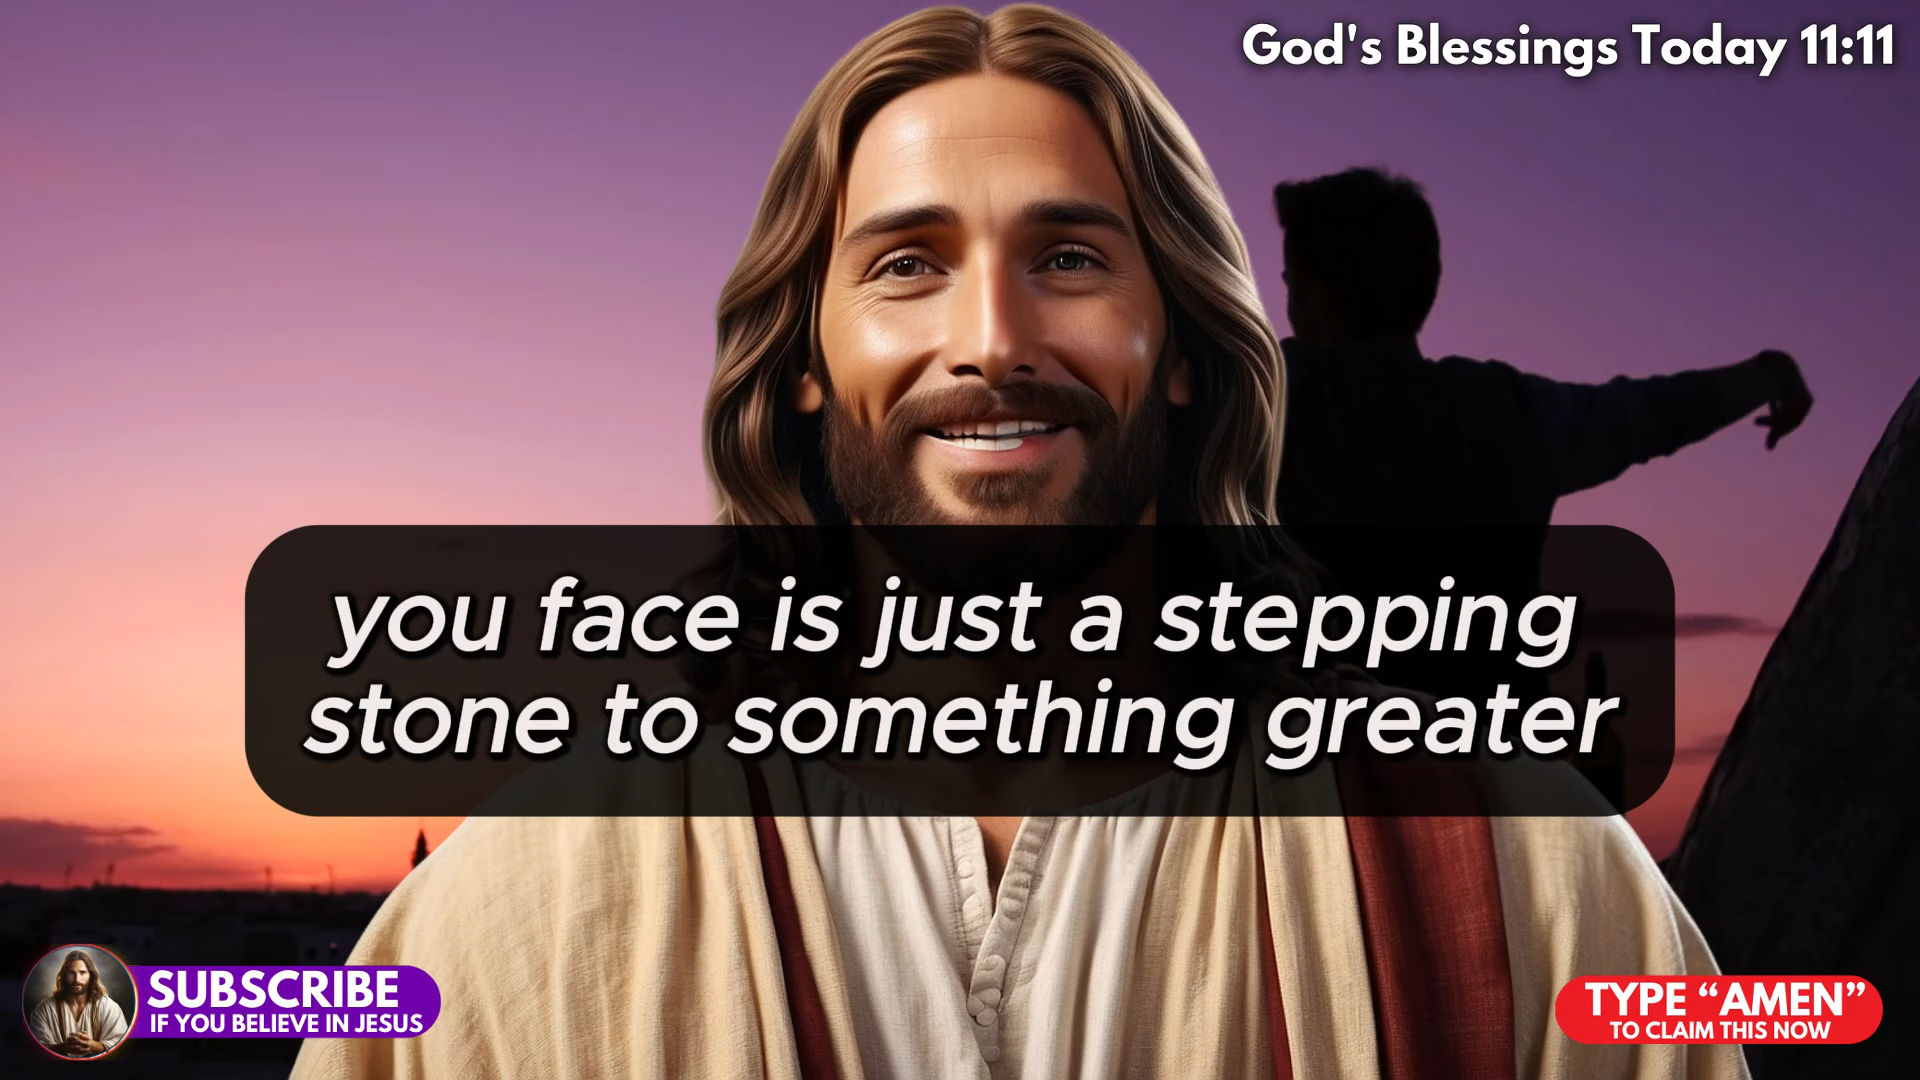 God's Blessings Today 11:11
you face is just a stepping
stone to something greater
SUBSCRIBE
IF YOU BELIEVE IN JESUS
TYPE “AMEN”
TO CLAIM THIS NOW